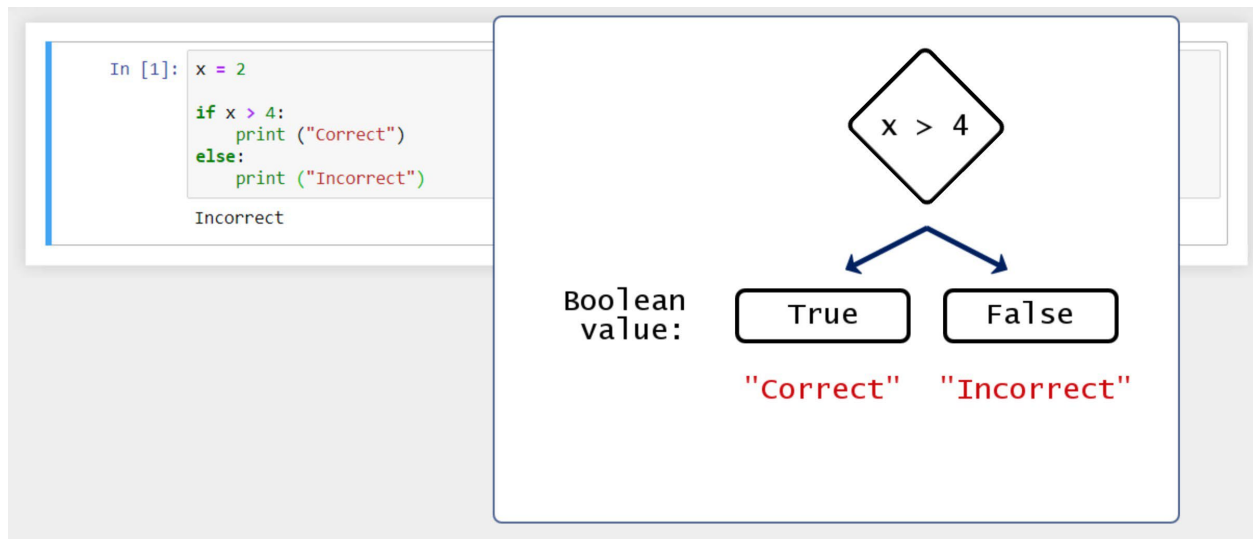 In [1]: x = 2
if x > 4:
    print ("Correct")
else:
    print ("Incorrect")
Incorrect
x > 4
Boolean
value:
True False
"Correct" "Incorrect"